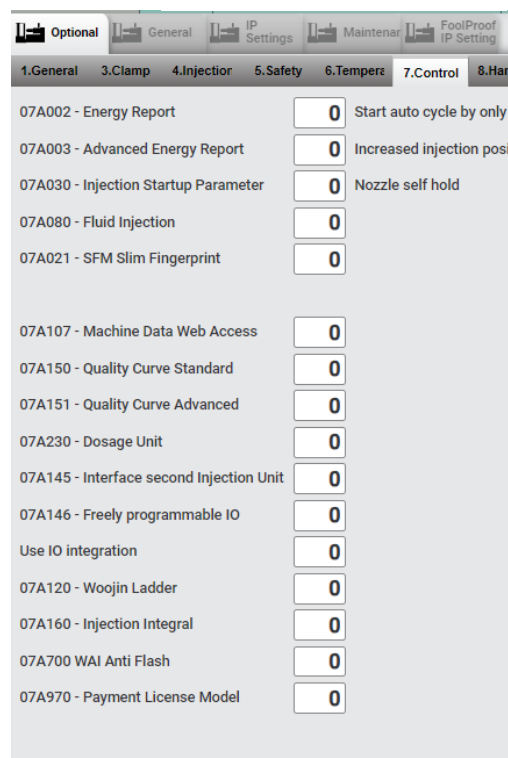 Optional General IP Settings Maintenar FoolProof IP Setting
1.General 3.Clamp 4.Injectior 5.Safety 6.Tempera 7.Control 8.Har
07A002 - Energy Report 0 Start auto cycle by only
07A003 - Advanced Energy Report 0 Increased injection posi
07A030 - Injection Startup Parameter 0 Nozzle self hold
07A080 - Fluid Injection 0
07A021 - SFM Slim Fingerprint 0
07A107 - Machine Data Web Access 0
07A150 - Quality Curve Standard 0
07A151 - Quality Curve Advanced 0
07A230 - Dosage Unit 0
07A145 - Interface second Injection Unit 0
07A146 - Freely programmable IO 0
Use IO integration 0
07A120 - Woojin Ladder 0
07A160 - Injection Integral 0
07A700 WAI Anti Flash 0
07A970 - Payment License Model 0